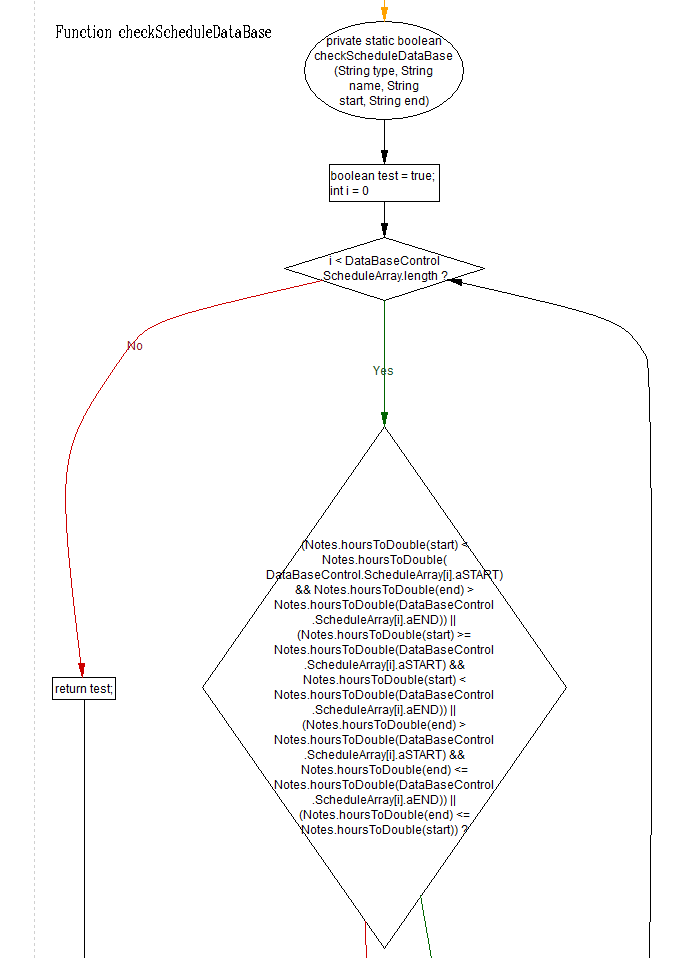 Function checkScheduleDataBase
private static boolean
checkScheduleDataBase
(String type, String
name, String
start, String end)
boolean test = true;
int i = 0
i < DataBaseControl
ScheduleArray.length ?
No
Yes
(Notes.hoursToDouble(start) <
Notes.hoursToDouble(
DataBaseControl.ScheduleArray[i].aSTART)
&& Notes.hoursToDouble(end) >
Notes.hoursToDouble(DataBaseControl
.ScheduleArray[i].aEND)) ||
(Notes.hoursToDouble(start) >=
Notes.hoursToDouble(DataBaseControl
.ScheduleArray[i].aSTART) &&
Notes.hoursToDouble(start) <
Notes.hoursToDouble(DataBaseControl
.ScheduleArray[i].aEND)) ||
(Notes.hoursToDouble(end) >
Notes.hoursToDouble(DataBaseControl
.ScheduleArray[i].aSTART) &&
Notes.hoursToDouble(end) <=
Notes.hoursToDouble(DataBaseControl
.ScheduleArray[i].aEND)) ||
(Notes.hoursToDouble(end) <=
Notes.hoursToDouble(start)) ?
return test;